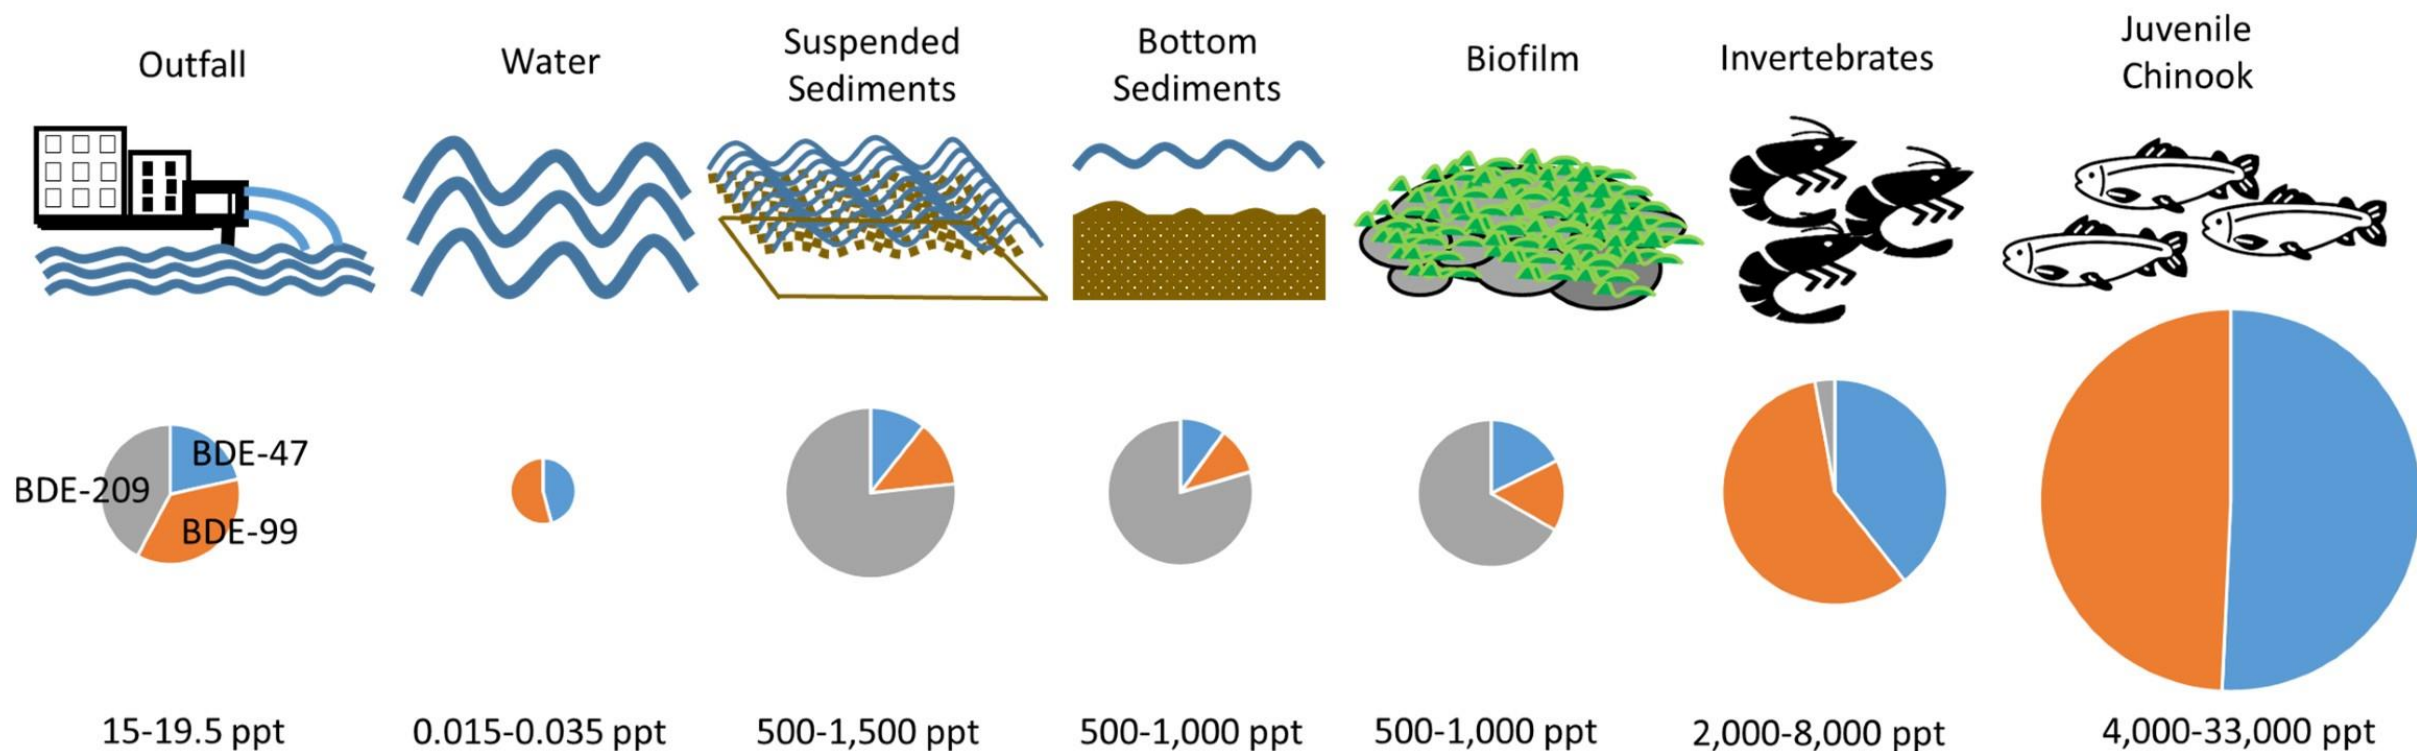 Outfall
Water
Suspended
Sediments
Bottom
Sediments
Biofilm
Invertebrates
Juvenile
Chinook
BDE-47
BDE-209
BDE-99
15-19.5 ppt
0.015-0.035 ppt
500-1,500 ppt
500-1,000 ppt
500-1,000 ppt
2,000-8,000 ppt
4,000-33,000 ppt